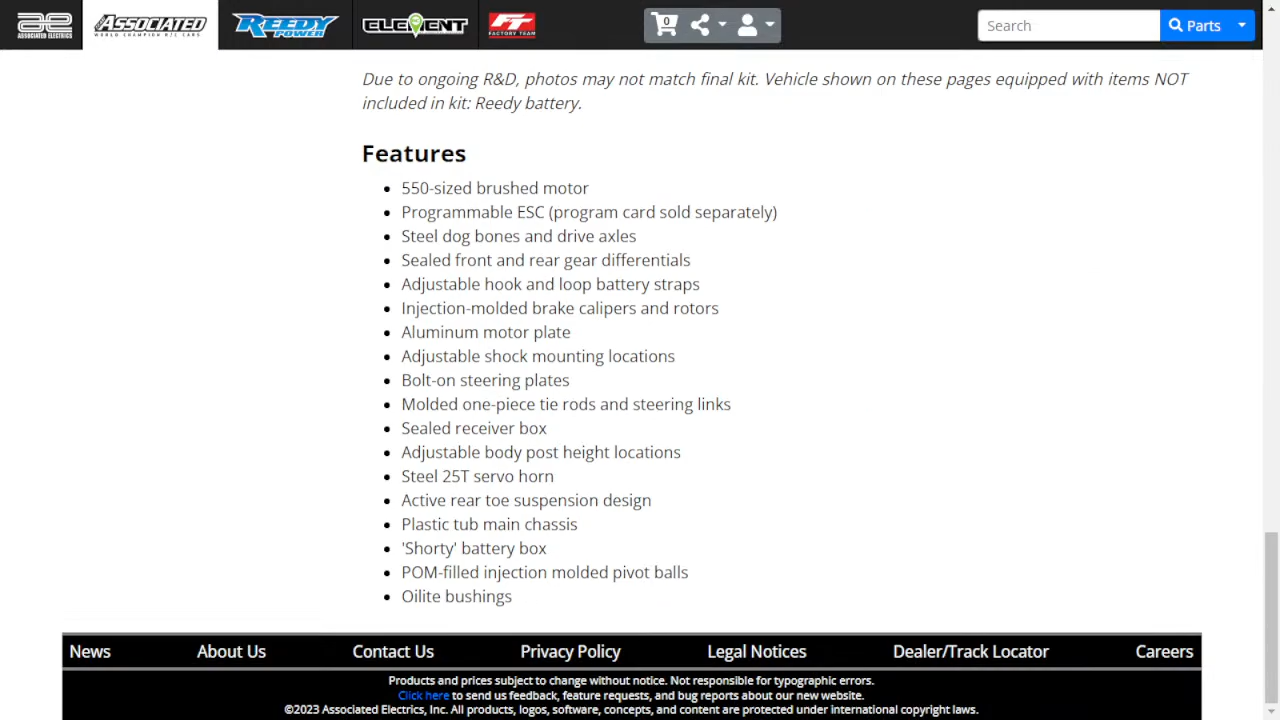 ASSOCIATED ELECTRICS
ASSOCIATED
WORLD CHAMPION R/C CARS
REEDY POWER
ELEMENT
FT
FACTORY TEAM
0
Search
Parts
Due to ongoing R&D, photos may not match final kit. Vehicle shown on these pages equipped with items NOT
included in kit: Reedy battery.
Features
550-sized brushed motor
Programmable ESC (program card sold separately)
Steel dog bones and drive axles
Sealed front and rear gear differentials
Adjustable hook and loop battery straps
Injection-molded brake calipers and rotors
Aluminum motor plate
Adjustable shock mounting locations
Bolt-on steering plates
Molded one-piece tie rods and steering links
Sealed receiver box
Adjustable body post height locations
Steel 25T servo horn
Active rear toe suspension design
Plastic tub main chassis
'Shorty' battery box
POM-filled injection molded pivot balls
Oilite bushings
News About Us Contact Us Privacy Policy Legal Notices Dealer/Track Locator Careers
Products and prices subject to change without notice. Not responsible for typographic errors.
Click here to send us feedback, feature requests, and bug reports about our new website.
©2023 Associated Electrics, Inc. All products, logos, software, concepts, and content are protected under international copyright laws.